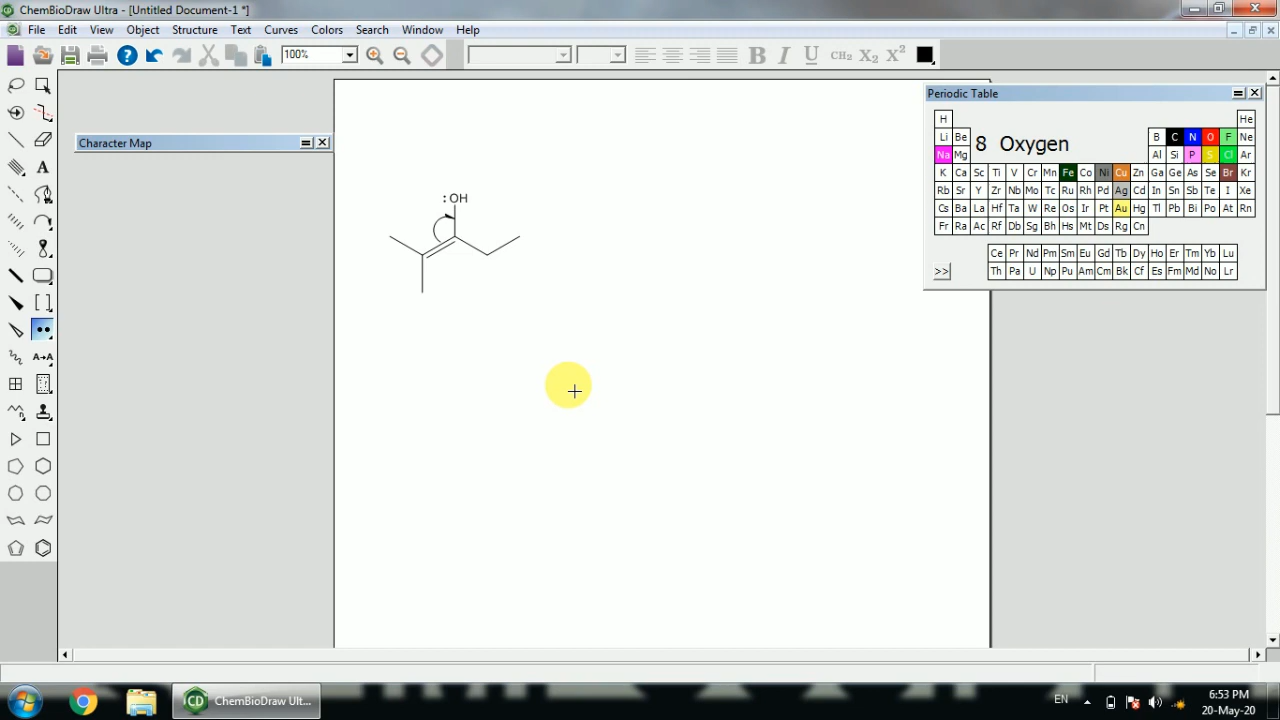 ChemBioDraw Ultra - [Untitled Document-1 *]
File Edit View Object Structure Text Curves Colors Search Window Help
100% B I U CH2 X2 X2
Periodic Table
Character Map
H He
Li Be 8 Oxygen B C N O F Ne
Na Mg Al Si P S Cl Ar
K Ca Sc Ti V Cr Mn Fe Co Ni Cu Zn Ga Ge As Se Br Kr
Rb Sr Y Zr Nb Mo Tc Ru Rh Pd Ag Cd In Sn Sb Te I Xe
Cs Ba La Hf Ta W Re Os Ir Pt Au Hg Tl Pb Bi Po At Rn
Fr Ra Ac Rf Db Sg Bh Hs Mt Ds Rg Cn
Ce Pr Nd Pm Sm Eu Gd Tb Dy Ho Er Tm Yb Lu
>> Th Pa U Np Pu Am Cm Bk Cf Es Fm Md No Lr
A
:OH
A→A
CD ChemBioDraw Ult...
EN
6:53 PM
20-May-20